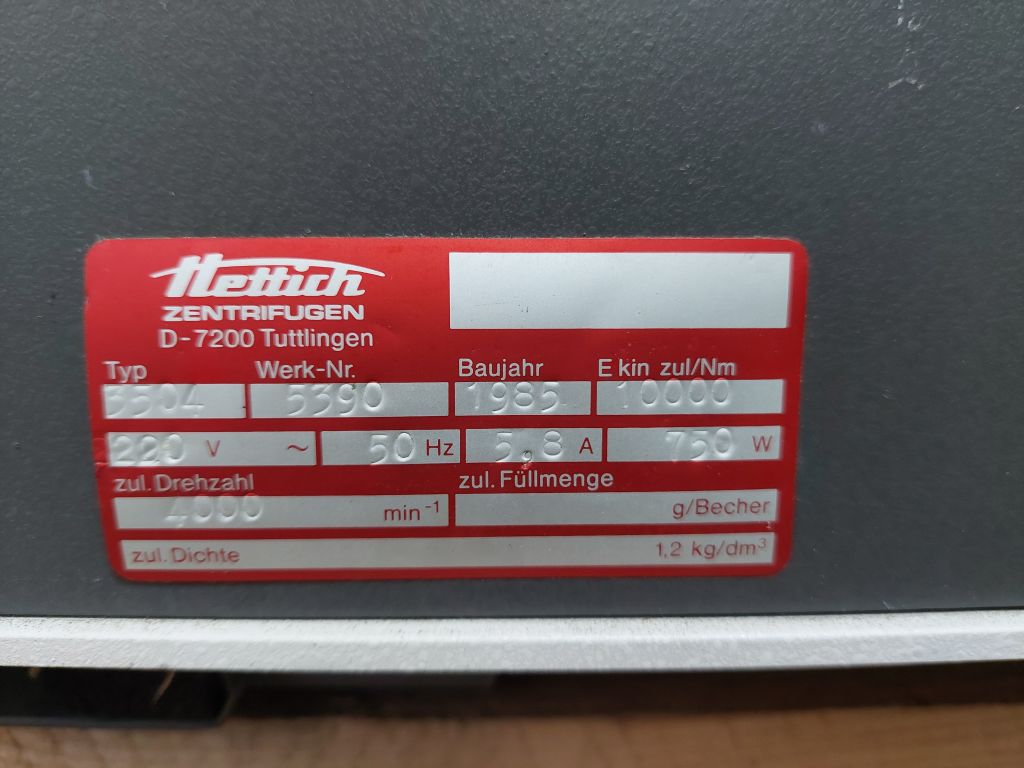 Hettich
ZENTRIFUGEN
D-7200 Tuttlingen
Typ Werk-Nr. Baujahr E kin zul/Nm
3504 5390 1985 10000
220 V ~ 50 Hz 5,8 A 750 W
zul. Drehzahl zul. Füllmenge
4000 min⁻¹ g/Becher
zul. Dichte 1,2 kg/dm³